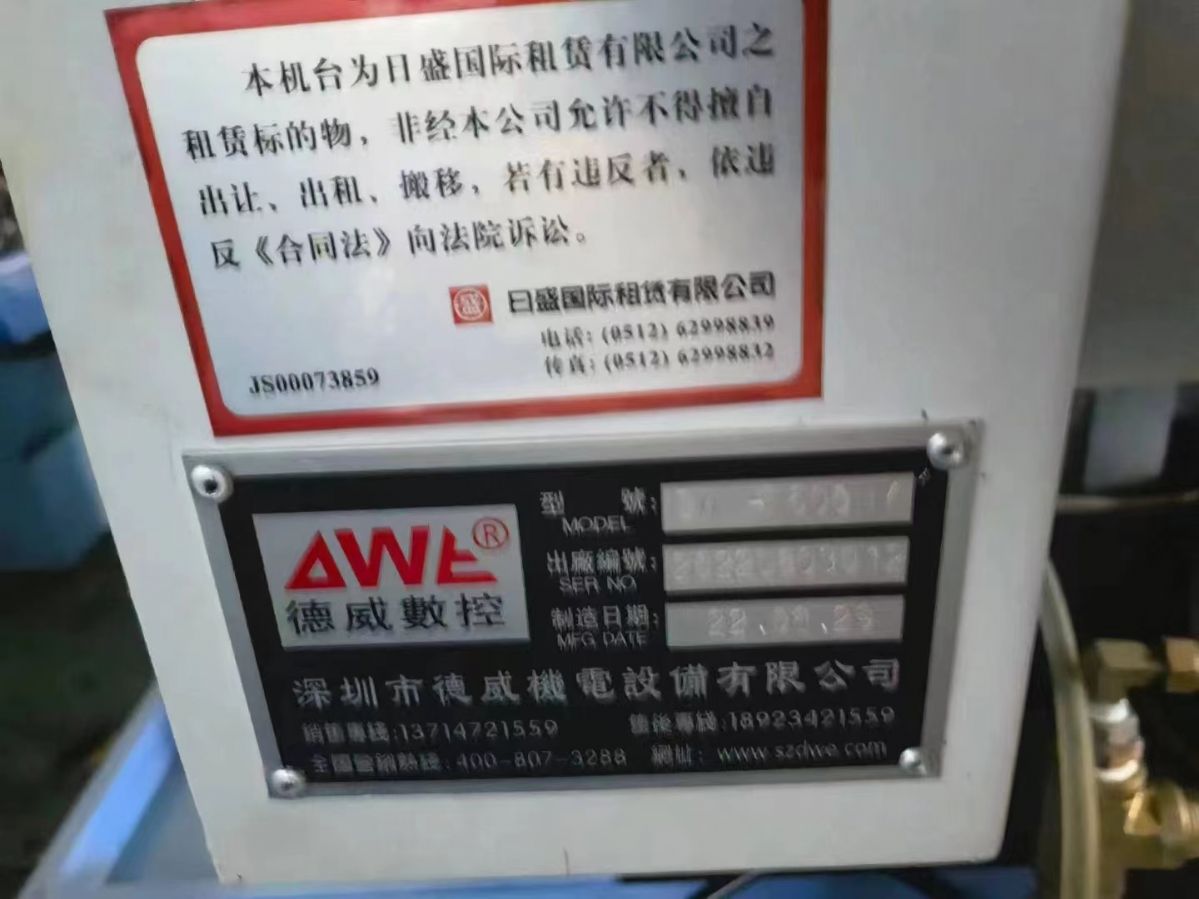 本机台为日盛国际租赁有限公司之
租赁标的物，非经本公司允许不得擅自
出让、出租、搬移，若有违反者，依违
反《合同法》向法院诉讼。
盛 日盛国际租赁有限公司
电话：(0512) 62998839
传真：(0512) 62998832
JS00073859
德威數控
®
型 號：
MODEL
出廠編號：
SER NO.
制造日期：
MFG DATE
深圳市德威機電設備有限公司
銷售專綫：13714721559 售後專綫：18923421559
全國營銷熱綫：400-807-3288 網址：www.szdwe.com